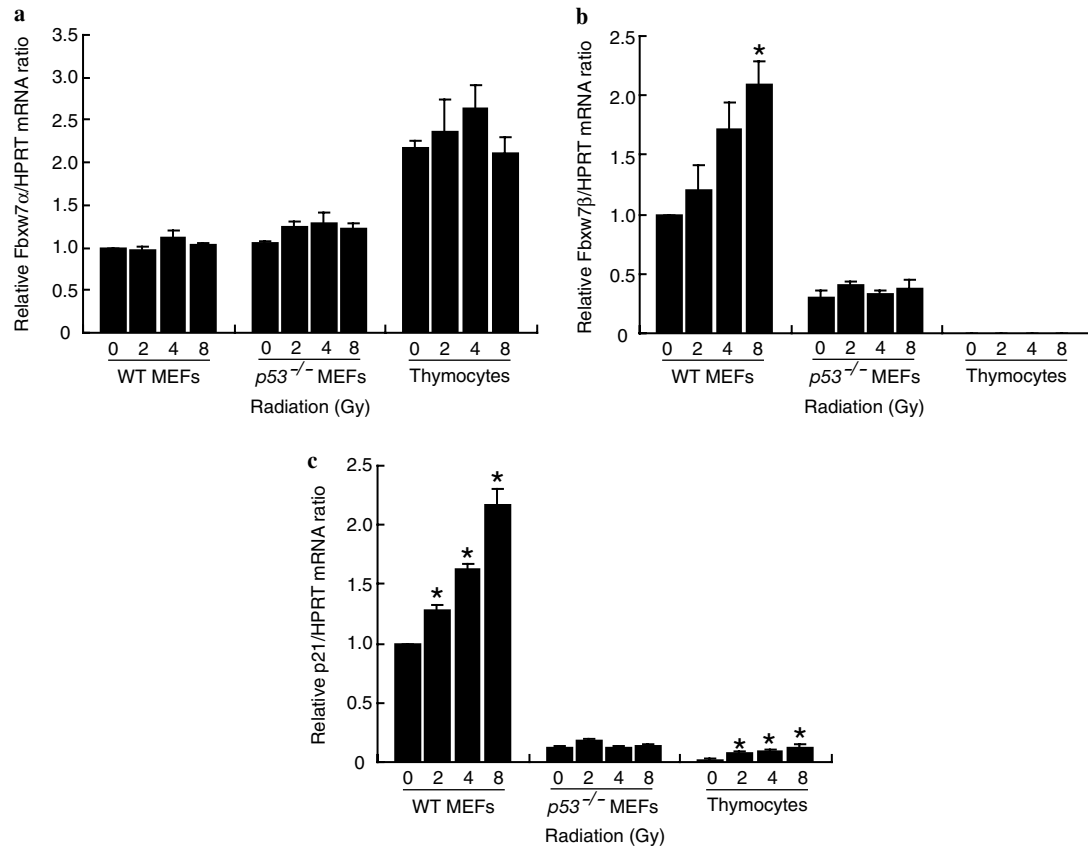 a
Relative Fbxw7α/HPRT mRNA ratio
3.5
3.0
2.5
2.0
1.5
1.0
0.5
0
0 2 4 8 0 2 4 8 0 2 4 8
WT MEFs p53−/− MEFs Thymocytes
Radiation (Gy)
b
Relative Fbxw7β/HPRT mRNA ratio
2.5
2.0
1.5
1.0
0.5
0
*
0 2 4 8 0 2 4 8 0 2 4 8
WT MEFs p53−/− MEFs Thymocytes
Radiation (Gy)
c
Relative p21/HPRT mRNA ratio
2.5
2.0
1.5
1.0
0.5
0
* * * * * *
0 2 4 8 0 2 4 8 0 2 4 8
WT MEFs p53−/− MEFs Thymocytes
Radiation (Gy)